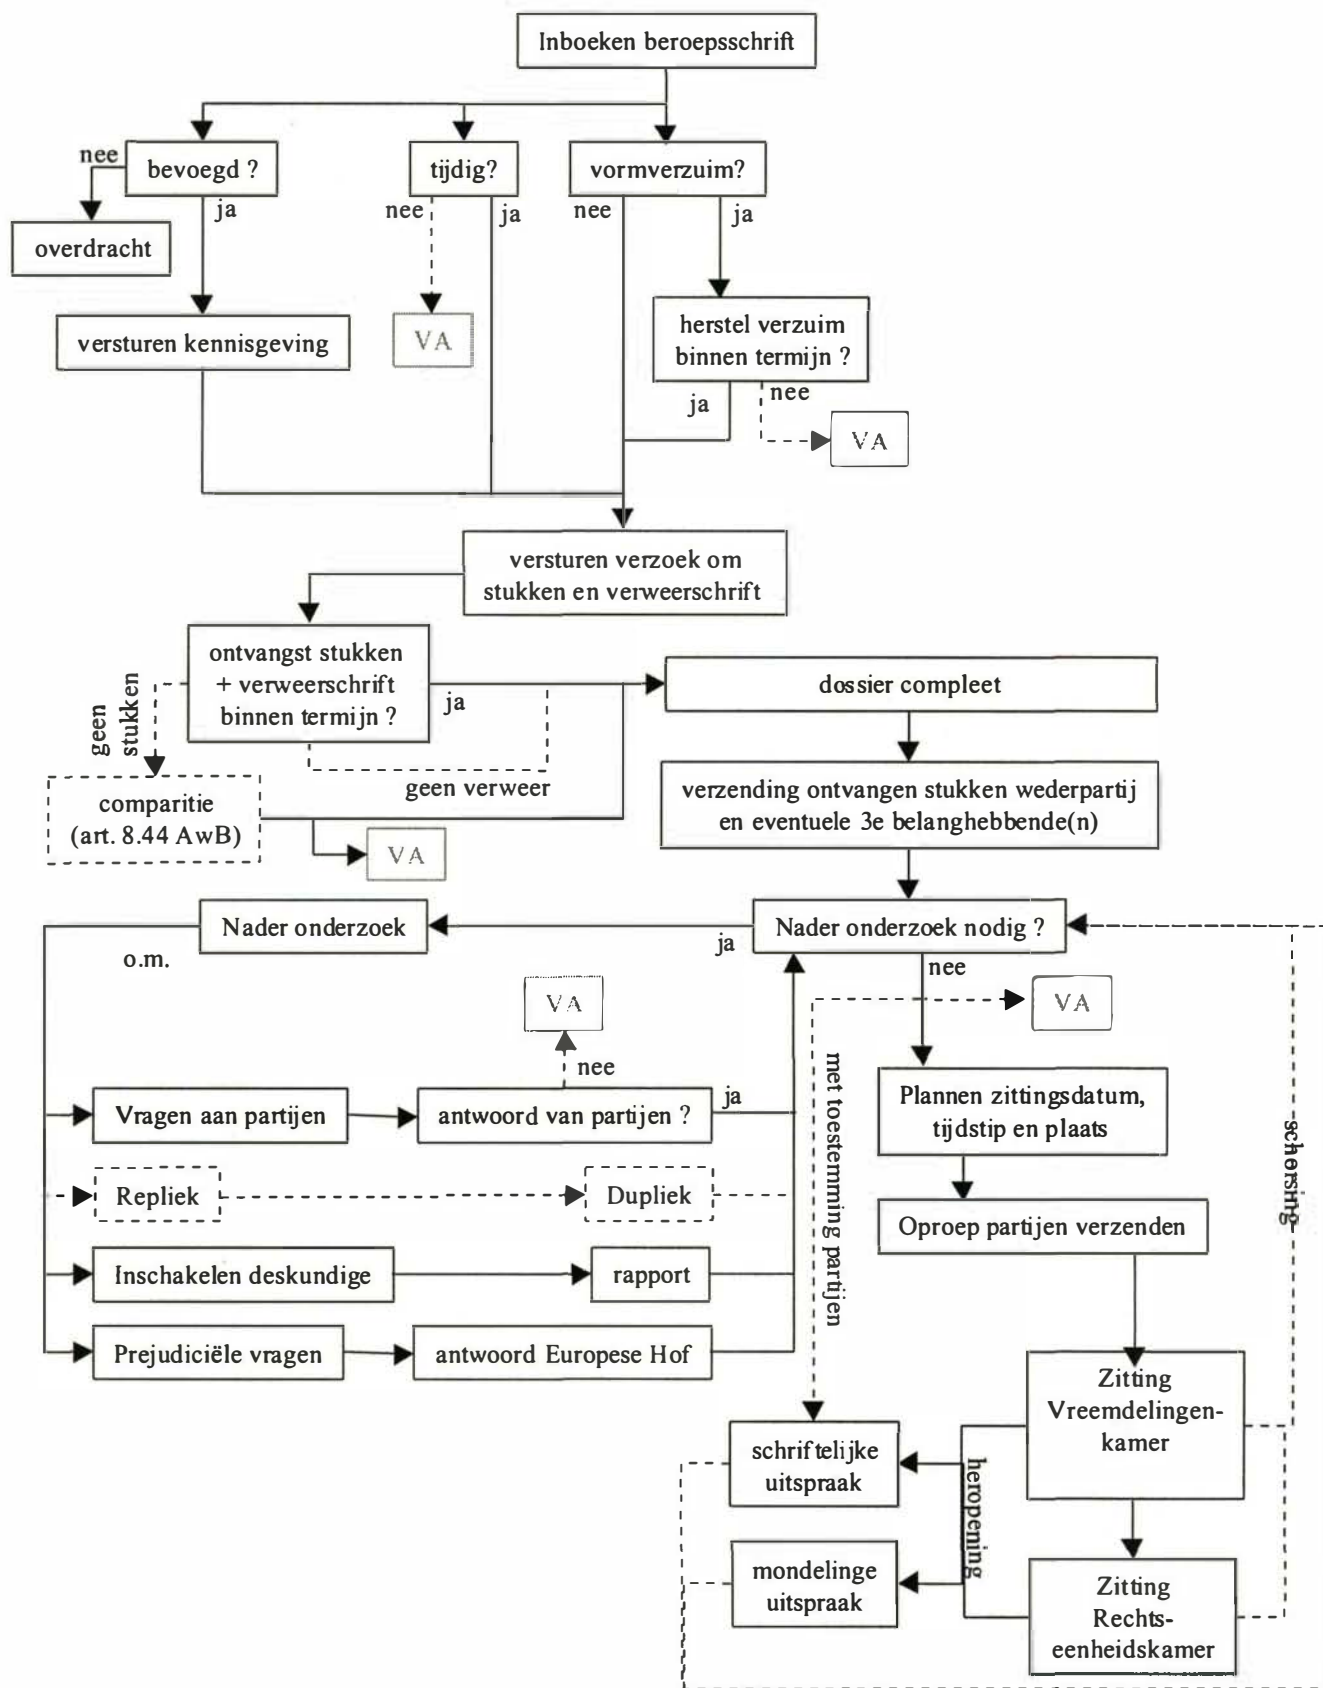 Inboeken beroepsschrift
nee
bevoegd ?
tijdig?
vormverzuim?
ja
nee
ja
nee
ja
overdracht
versturen kennisgeving
VA
herstel verzuim
binnen termijn ?
ja
nee
VA
versturen verzoek om
stukken en verweerschrift
ontvangst stukken
+ verweerschrift
binnen termijn ?
ja
geen
stukken
geen verweer
dossier compleet
comparitie
(art. 8.44 AwB)
VA
verzending ontvangen stukken wederpartij
en eventuele 3e belanghebbende(n)
Nader onderzoek
ja
Nader onderzoek nodig ?
o.m.
nee
VA
VA
nee
Vragen aan partijen
antwoord van partijen ?
ja
met toestemming partijen
Plannen zittingsdatum,
tijdstip en plaats
schorsing
Repliek
Dupliek
Oproep partijen verzenden
Inschakelen deskundige
rapport
Prejudiciële vragen
antwoord Europese Hof
Zitting
Vreemdelingen-
kamer
schriftelijke
uitspraak
heropening
mondelinge
uitspraak
Zitting
Rechts-
eenheidskamer